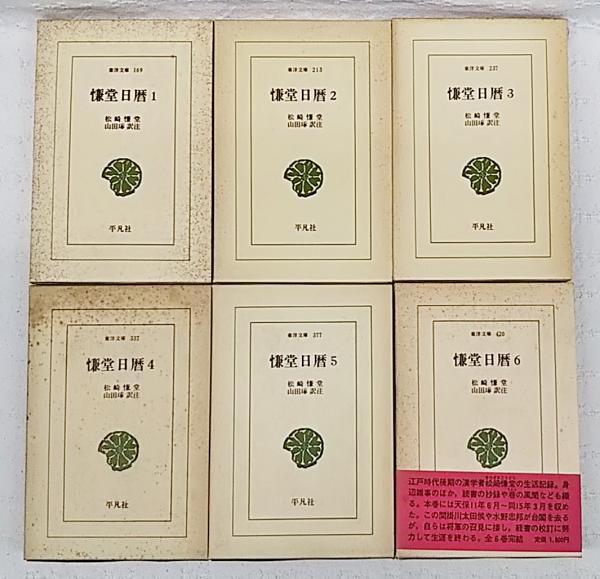 東洋文庫 169
慊堂日暦 1
松崎慊堂
山田琢 訳注
平凡社
東洋文庫 213
慊堂日暦 2
松崎慊堂
山田琢 訳注
平凡社
東洋文庫 237
慊堂日暦 3
松崎慊堂
山田琢 訳注
平凡社
東洋文庫 337
慊堂日暦 4
松崎慊堂
山田琢 訳注
平凡社
東洋文庫 377
慊堂日暦 5
松崎慊堂
山田琢 訳注
平凡社
東洋文庫 420
慊堂日暦 6
松崎慊堂
山田琢 訳注
江戸時代後期の漢学者松崎慊堂の生活記録。身
辺雑事のほか、読書の抄録や巷の風聞なども綴
る。本巻には天保11年6月〜同15年3月を収め
た。この間掛川太田侯や水野忠邦が台閣を去る
が、自らは将軍の召見に接し、経書の校訂に努
力して生涯を終わる。全6巻完結 定価 1,800円